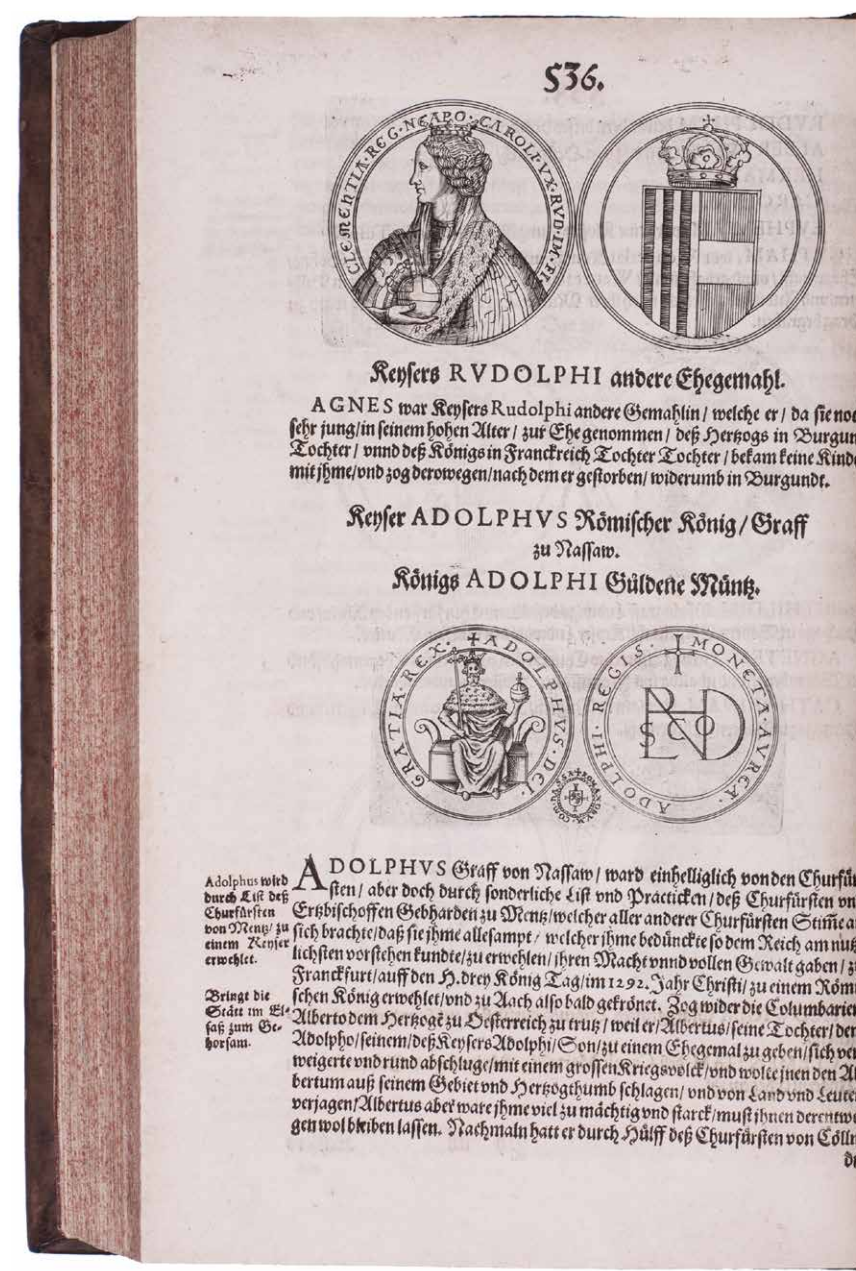 536.
CLEMENTIA·REG·NEAPO·CAROLI·VX·RVD·IM·FI·
Keysers RVDOLPHI andere Ehegemahl.
AGNES war Keysers Rudolphi andere Gemahlin / welche er / da sie noc
sehr jung/in seinem hohen Alter / zur Ehe genommen / deß Hertzogs in Burgun
Tochter / vnnd deß Königs in Franckreich Tochter Tochter / bekam keine Kinde
mit jhme/vnd zog derowegen/nach dem er gestorben/ widerumb in Burgundt.
Keyser ADOLPHVS Römischer König / Graff
zu Nassaw.
Königs ADOLPHI Güldene Müntz.
✝ADOLPHVS·DEI·GRATIA·REX·
MONETA·AVREA·ADOLPHI·REGIS·
Adolphus wird
durch List deß
Churfürsten
von Mentz/ zu
einem Keyser
erwehlet.
Bringt die
Stätt im El-
saß zum Ge-
horsam.
ADOLPHVS Graff von Nassaw / ward einhelliglich von den Churfür
sten / aber doch durch sonderliche List vnd Practicken / deß Churfürsten vn
Ertzbischoffen Gebharden zu Mentz/welcher aller anderer Churfürsten Stim̃e a
sich brachte/daß sie jhme allesampt / welcher jhme bedünckte so dem Reich am nutz
lichsten vorstehen kundte/zu erwehlen/ jhren Macht vnnd vollen Gewalt gaben / z
Franckfurt/auff den H. drey König Tag/im 1292. Jahr Christi/ zu einem Römi
schen König erwehlet/vnd zu Aach also bald gekrönet. Zog wider die Columbarien
Alberto dem Hertzogẽ zu Oesterreich zu trutz / weil er/Albertus/seine Tochter/ der
Adolpho/seinem/deß Keysers Adolphi/Son/zu einem Ehegemal zu geben/sich ver
weigerte vnd rund abschluge/mit einem grossen Kriegsvolck/vnd wolte jnen den Al
bertum auß seinem Gebiet vnd Hertzogthumb schlagen/ vnd von Land vnd Leute
verjagen/Albertus aber ware jhme viel zu mächtig vnd starck/must jhnen derentwe
gen wol bleiben lassen. Nachmaln hatt er durch Hülff deß Churfürsten von Cölln